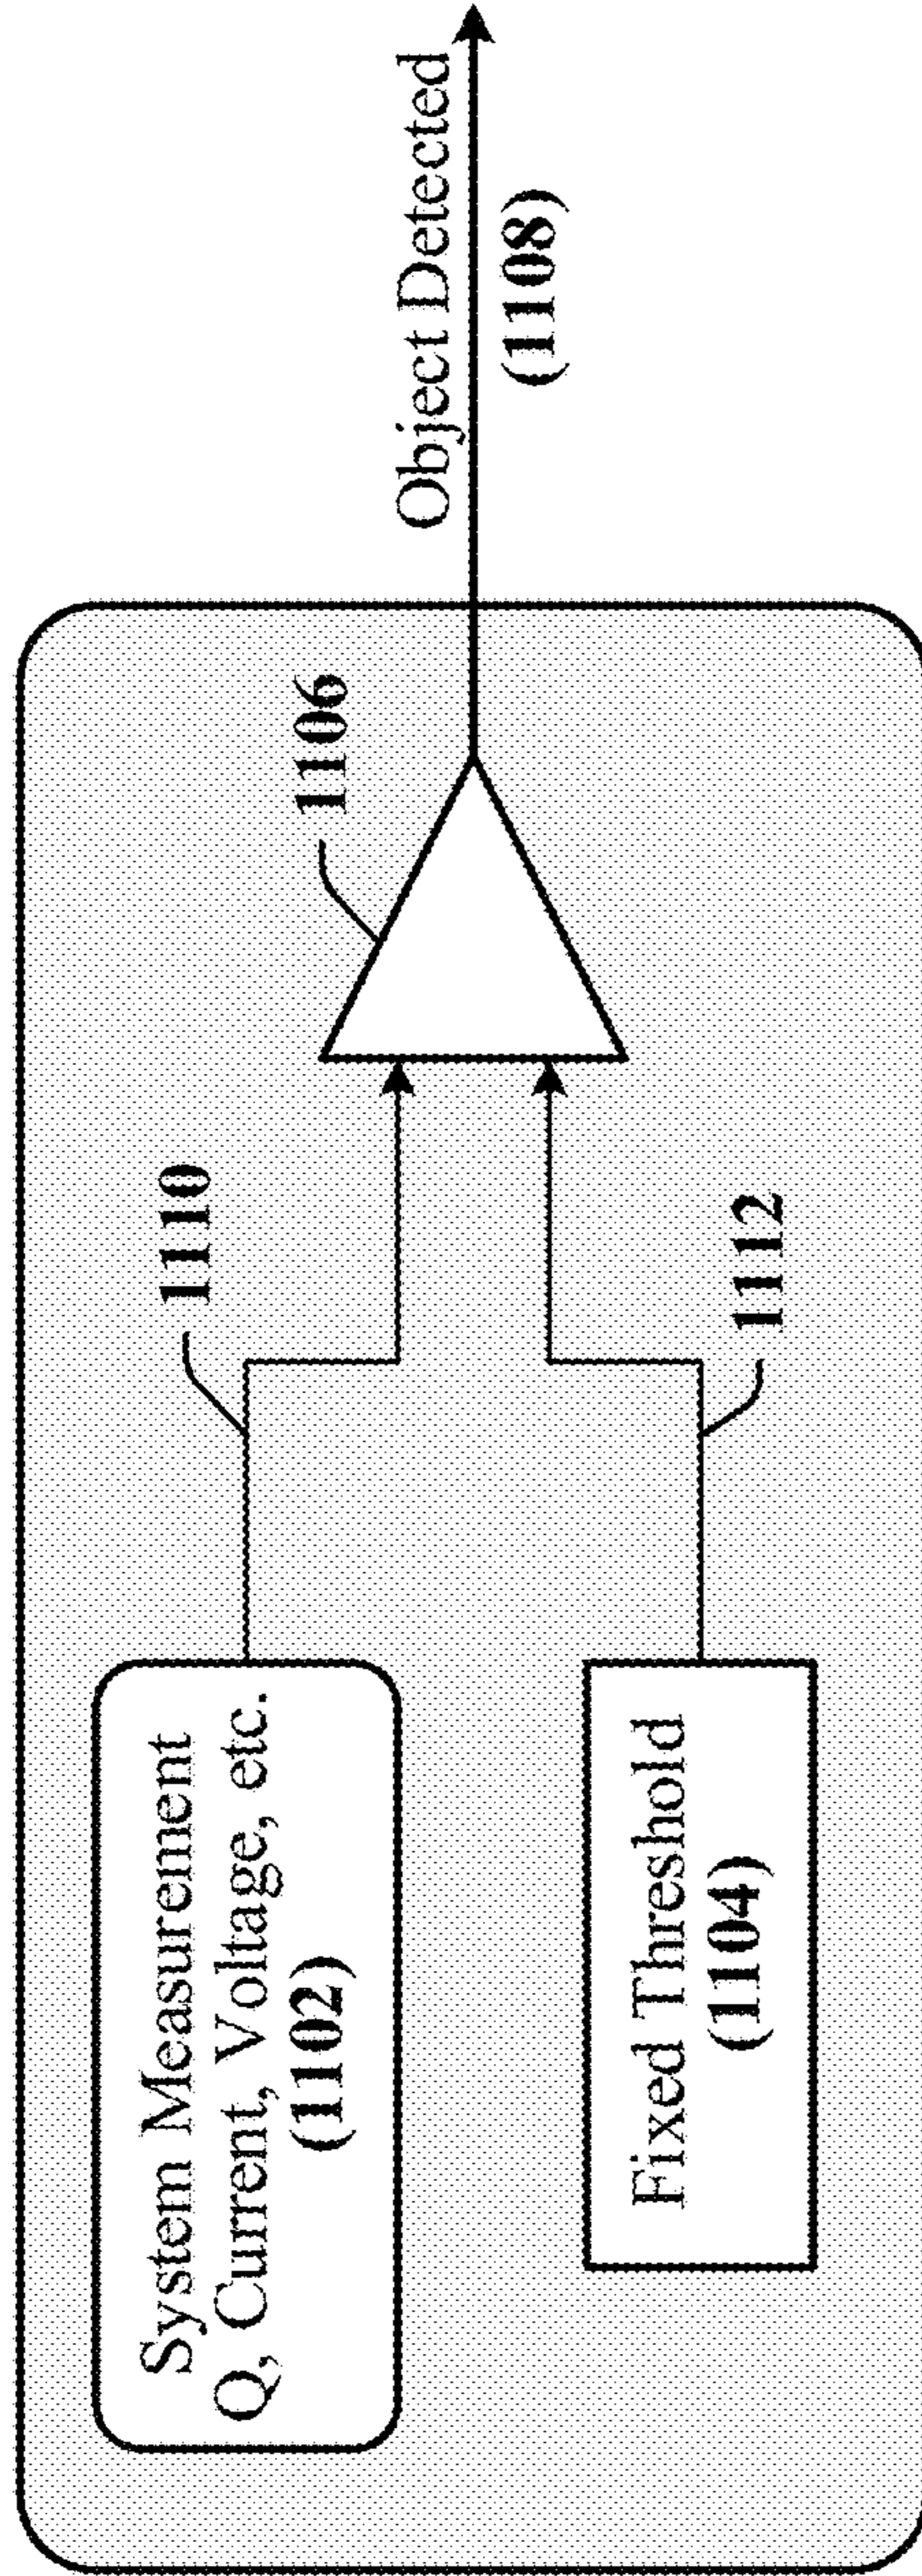 System Measurement
Q, Current, Voltage, etc.
(1102)
1110
1106
Object Detected
(1108)
Fixed Threshold
(1104)
1112